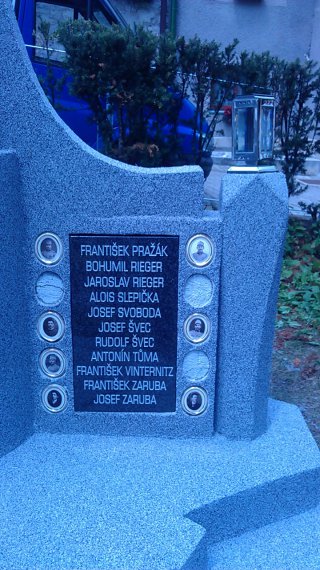 FRANTIŠEK PRAŽÁK
BOHUMIL RIEGER
JAROSLAV RIEGER
ALOIS SLEPIČKA
JOSEF SVOBODA
JOSEF ŠVEC
RUDOLF ŠVEC
ANTONÍN TŮMA
FRANTIŠEK VINTERNITZ
FRANTIŠEK ZARUBA
JOSEF ZARUBA